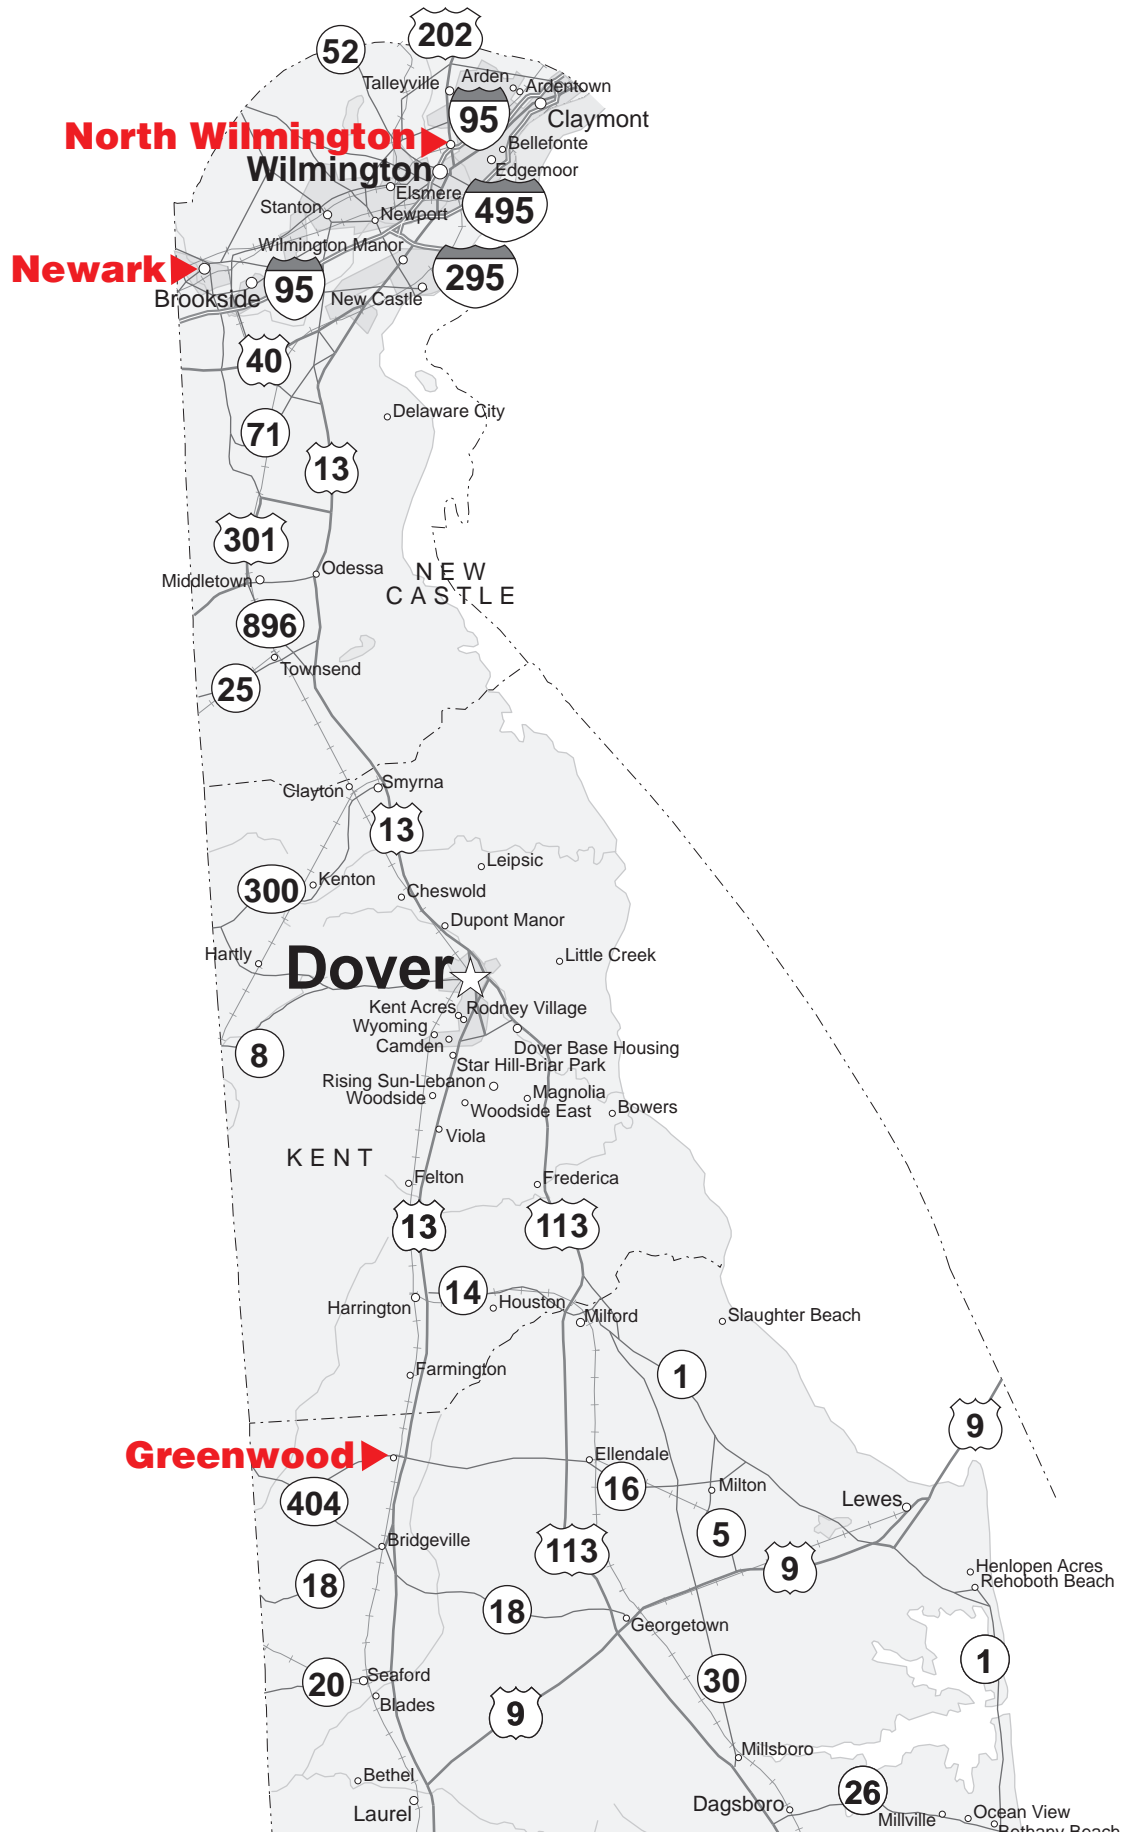 202
52
Talleyville
Arden
Ardentown
95
Claymont
North Wilmington
Bellefonte
Wilmington
Edgemoor
Elsmere
495
Stanton
Newport
Wilmington Manor
Newark
295
95
Brookside
New Castle
40
Delaware City
71
13
301
Odessa
NEW
CASTLE
Middletown
896
Townsend
25
Clayton
Smyrna
13
Leipsic
300
Kenton
Cheswold
Dupont Manor
Hartly
Dover
Little Creek
Kent Acres
Rodney Village
Wyoming
Camden
8
Dover Base Housing
Star Hill-Briar Park
Rising Sun-Lebanon
Magnolia
Woodside
Woodside East
Bowers
Viola
KENT
Felton
Frederica
13
113
14
Houston
Harrington
Milford
Slaughter Beach
Farmington
1
9
Greenwood
Ellendale
16
Milton
404
Lewes
5
Bridgeville
113
9
Henlopen Acres
Rehoboth Beach
18
18
Georgetown
1
20
Seaford
30
Blades
9
Millsboro
Bethel
26
Laurel
Dagsboro
Ocean View
Millville
Bethany Beach